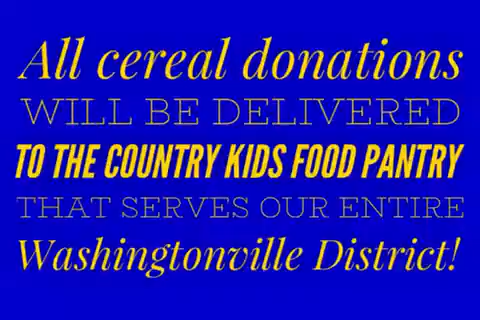 All cereal donations
WILL BE DELIVERED
TO THE COUNTRY KIDS FOOD PANTRY
THAT SERVES OUR ENTIRE
Washingtonville District!